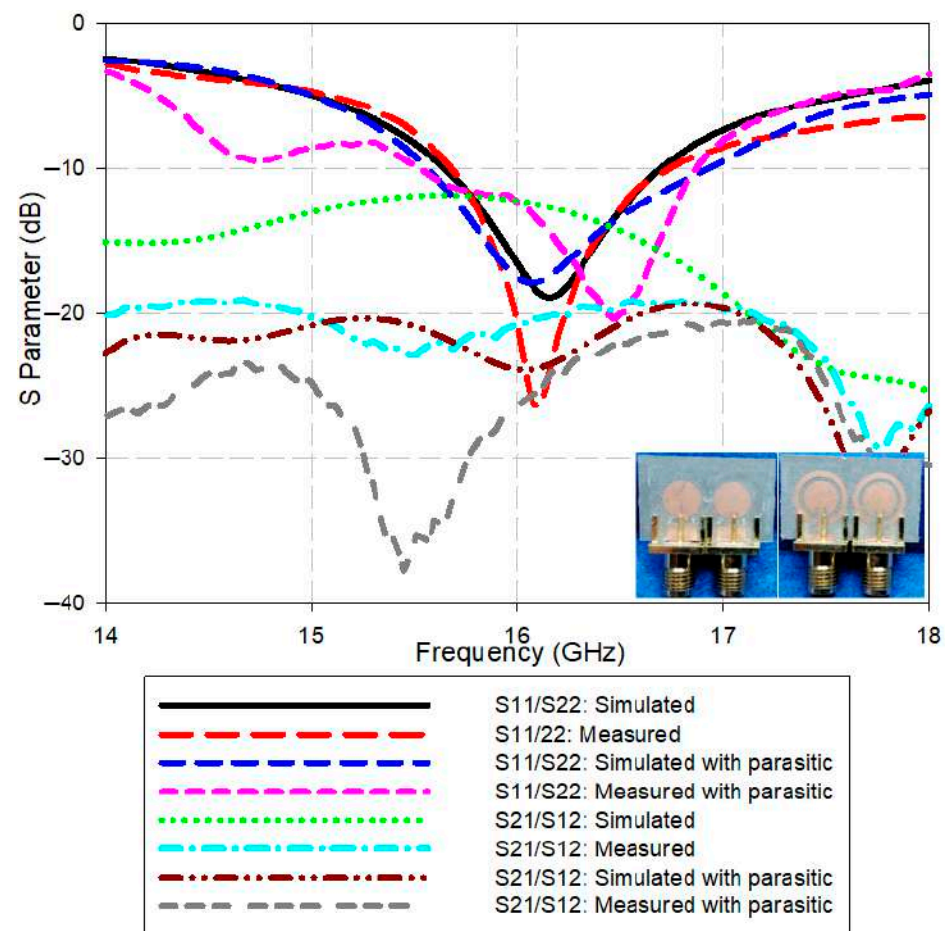 0
−10
−20
−30
−40
S Parameter (dB)
14
15
16
17
18
Frequency (GHz)
S11/S22: Simulated
S11/22: Measured
S11/S22: Simulated with parasitic
S11/S22: Measured with parasitic
S21/S12: Simulated
S21/S12: Measured
S21/S12: Simulated with parasitic
S21/S12: Measured with parasitic